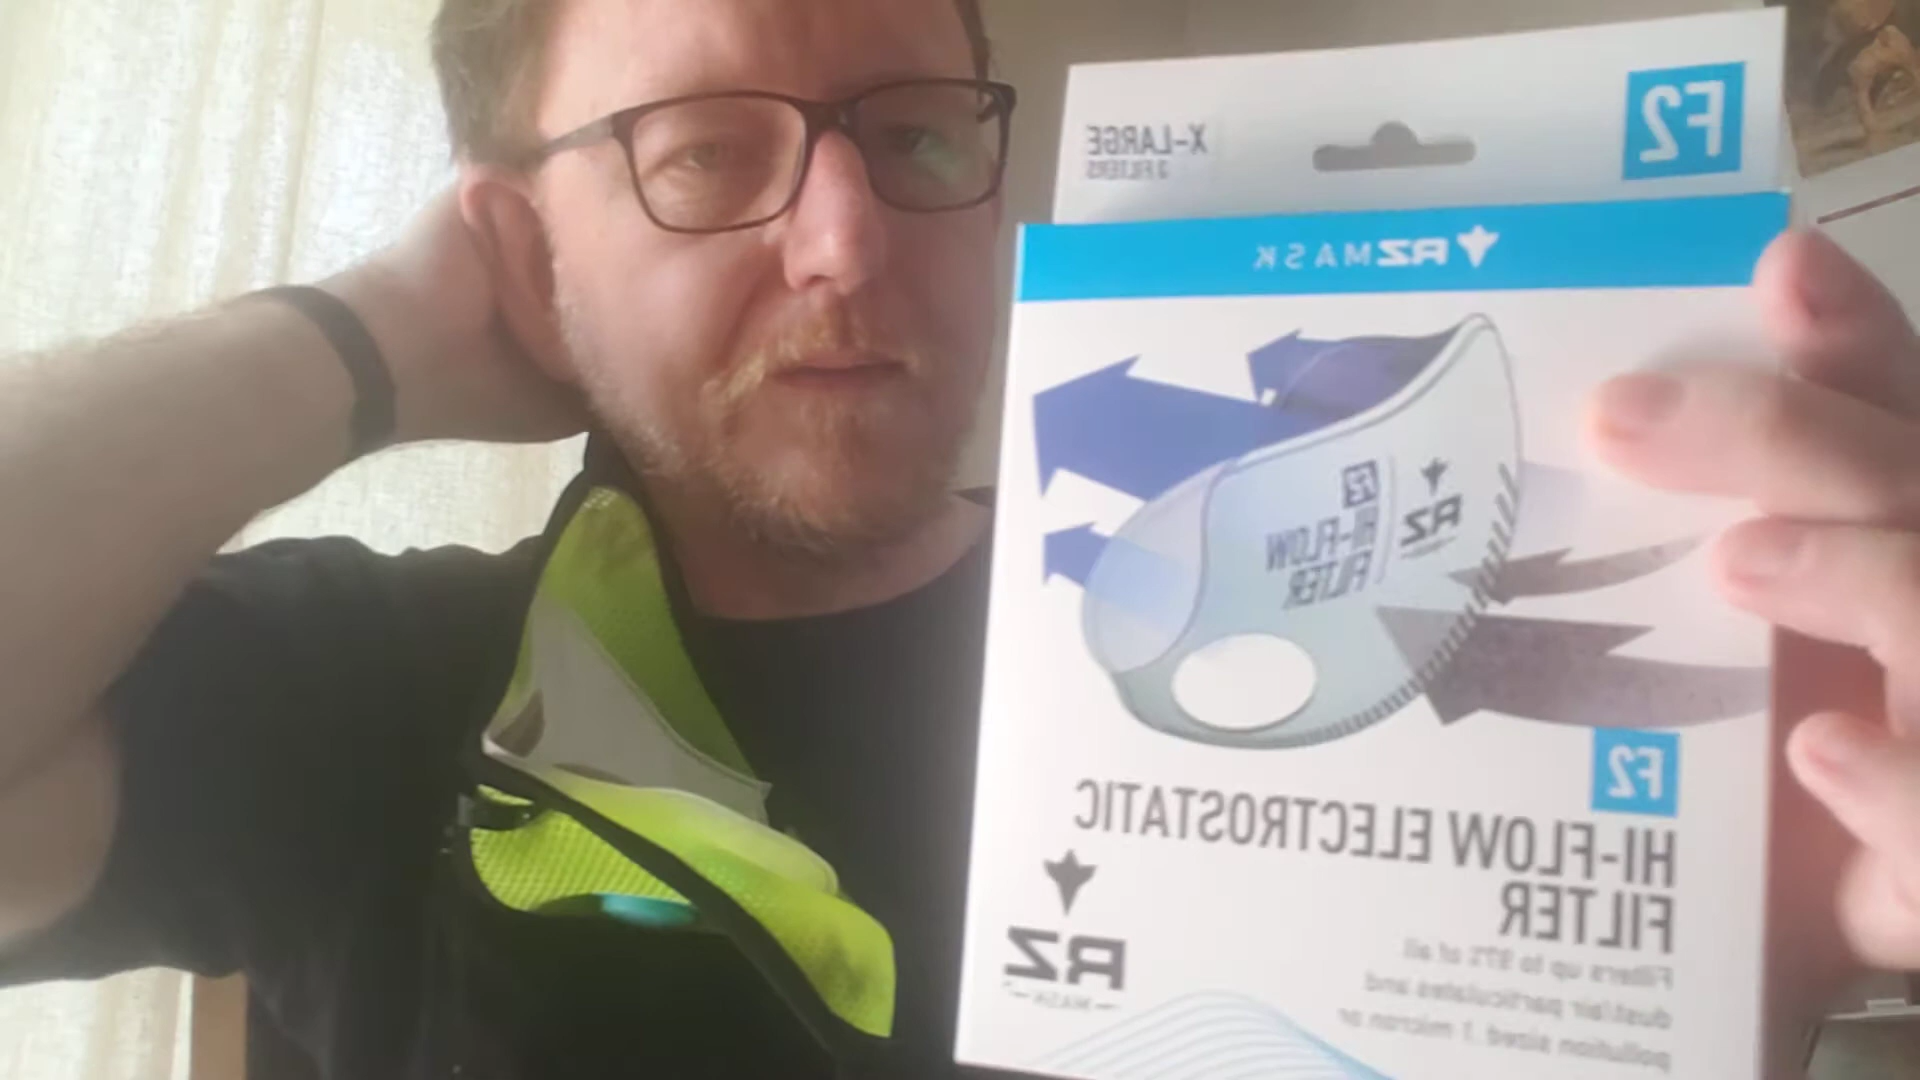 X-LARGE
2 FILTERS
F2
RZ MASK
F2
HI-FLOW
FILTER
RZ
F2
HI-FLOW ELECTROSTATIC
FILTER
Filters up to 97% of all
dust/air particulates and
pollution sized .1 micron or
RZ
MASK